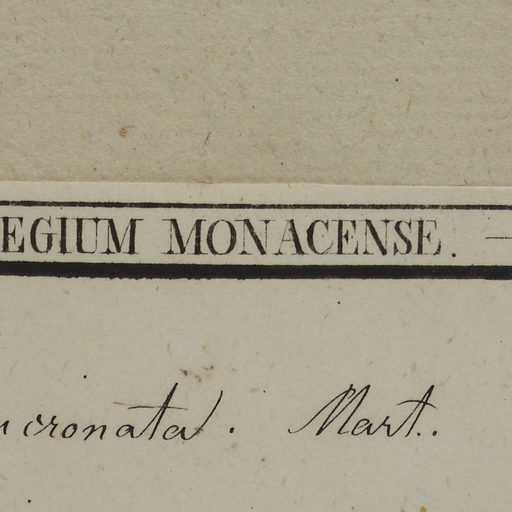 EGIUM MONACENSE. —
ucronata. Mart.